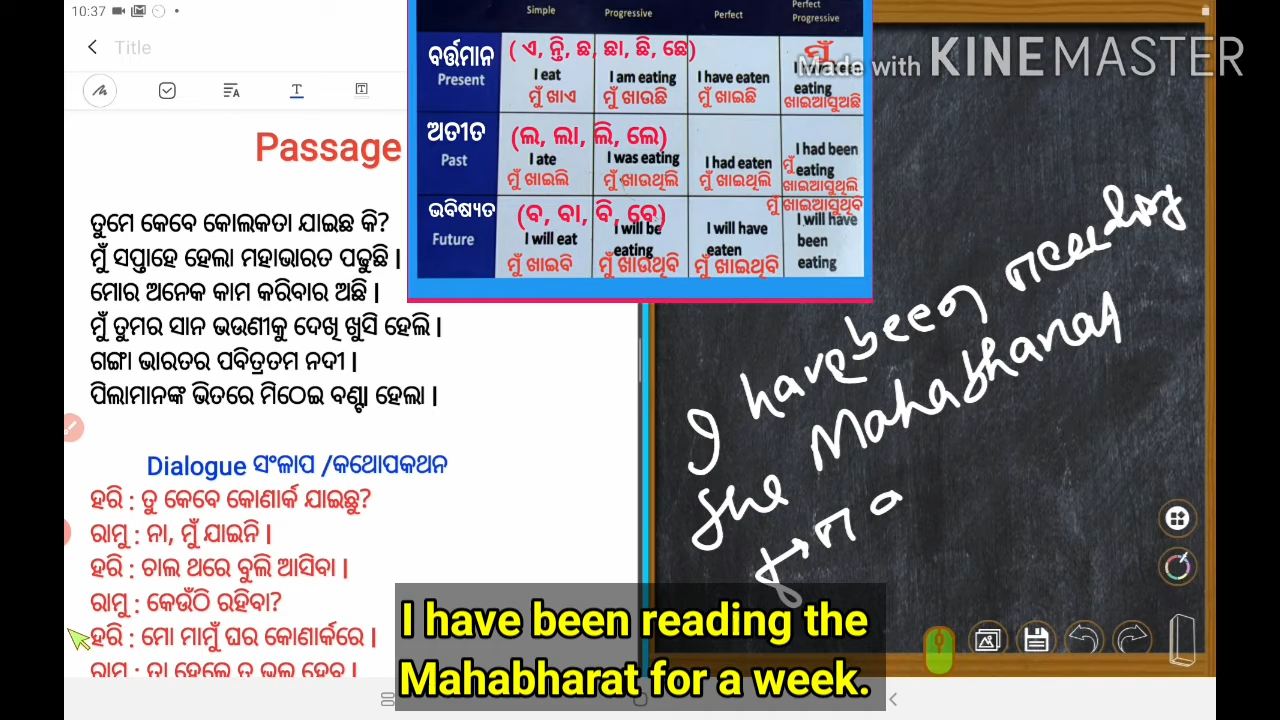 10:37
Title
Simple Progressive Perfect Perfect Progressive
ବର୍ତ୍ତମାନ (ଏ, ନ୍ତି, ଛ, ଛା, ଛି, ଛେ) ମୁଁ
Present I eat I am eating I have eaten eating
ମୁଁ ଖାଏ ମୁଁ ଖାଉଛି ମୁଁ ଖାଇଛି ଖାଇଆସୁଅଛି
Made with KINEMASTER
ଅତୀତ (ଲ, ଲା, ଲି, ଲେ)
Past I ate I was eating I had eaten I had been eating
ମୁଁ ଖାଇଲି ମୁଁ ଖାଉଥିଲି ମୁଁ ଖାଇଥିଲି ମୁଁ ଖାଇଆସୁଥିଲି
ଭବିଷ୍ୟତ (ବ, ବା, ବି, ବେ) ମୁଁ ଖାଇଆସୁଥିବି
Future I will eat I will be eating I will have eaten I will have been eating
ମୁଁ ଖାଇବି ମୁଁ ଖାଉଥିବି ମୁଁ ଖାଇଥିବି
Passage
ତୁମେ କେବେ କୋଲକତା ଯାଇଛ କି?
ମୁଁ ସପ୍ତାହେ ହେଲା ମହାଭାରତ ପଢୁଛି |
ମୋର ଅନେକ କାମ କରିବାର ଅଛି |
ମୁଁ ତୁମର ସାନ ଭଉଣୀକୁ ଦେଖି ଖୁସି ହେଲି |
ଗଙ୍ଗା ଭାରତର ପବିତ୍ରତମ ନଦୀ |
ପିଲାମାନଙ୍କ ଭିତରେ ମିଠେଇ ବଣ୍ଟା ହେଲା |
Dialogue ସଂଳାପ /କଥୋପକଥନ
ହରି : ତୁ କେବେ କୋଣାର୍କ ଯାଇଛୁ?
ରାମୁ : ନା, ମୁଁ ଯାଇନି |
ହରି : ଚାଲ ଥରେ ବୁଲି ଆସିବା |
ରାମୁ : କେଉଁଠି ରହିବା?
ହରି : ମୋ ମାମୁଁ ଘର କୋଣାର୍କରେ |
ରାମୁ : ତା ହେଲେ ତ ଭଲ ହେବ |
I have been reading
the Mahabharat
for a
I have been reading the
Mahabharat for a week.